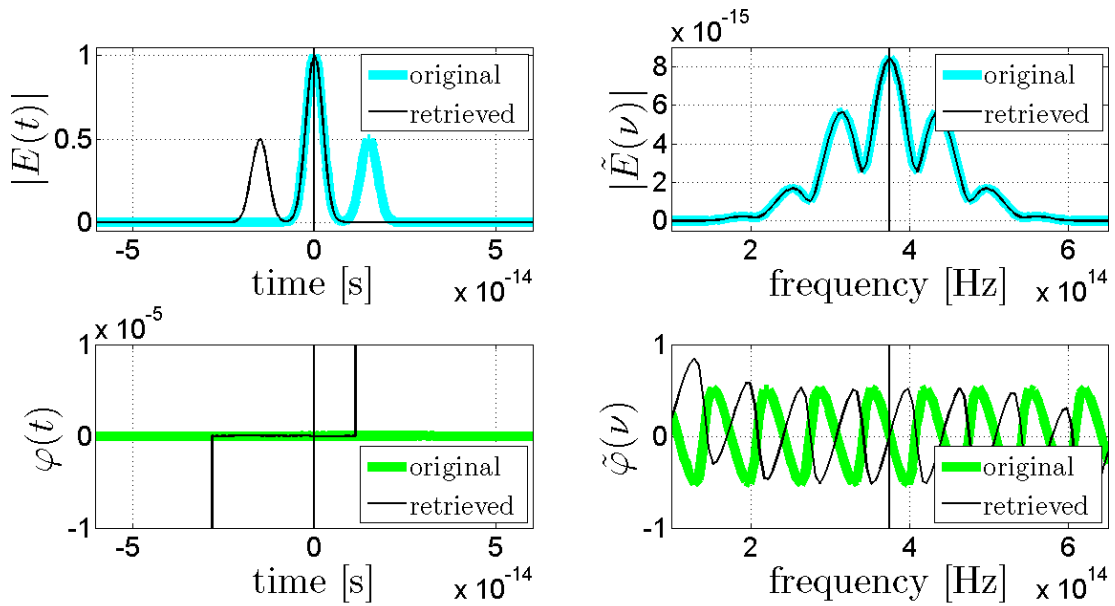 |E(t)|
1
0.5
0
original
retrieved
-5 0 5
time [s]
x 10^-14
x 10^-15
|Ẽ(ν)|
8
6
4
2
0
original
retrieved
2 4 6
frequency [Hz]
x 10^14
x 10^-5
φ(t)
1
0
-1
original
retrieved
-5 0 5
time [s]
x 10^-14
φ̃(ν)
1
0
-1
original
retrieved
2 4 6
frequency [Hz]
x 10^14